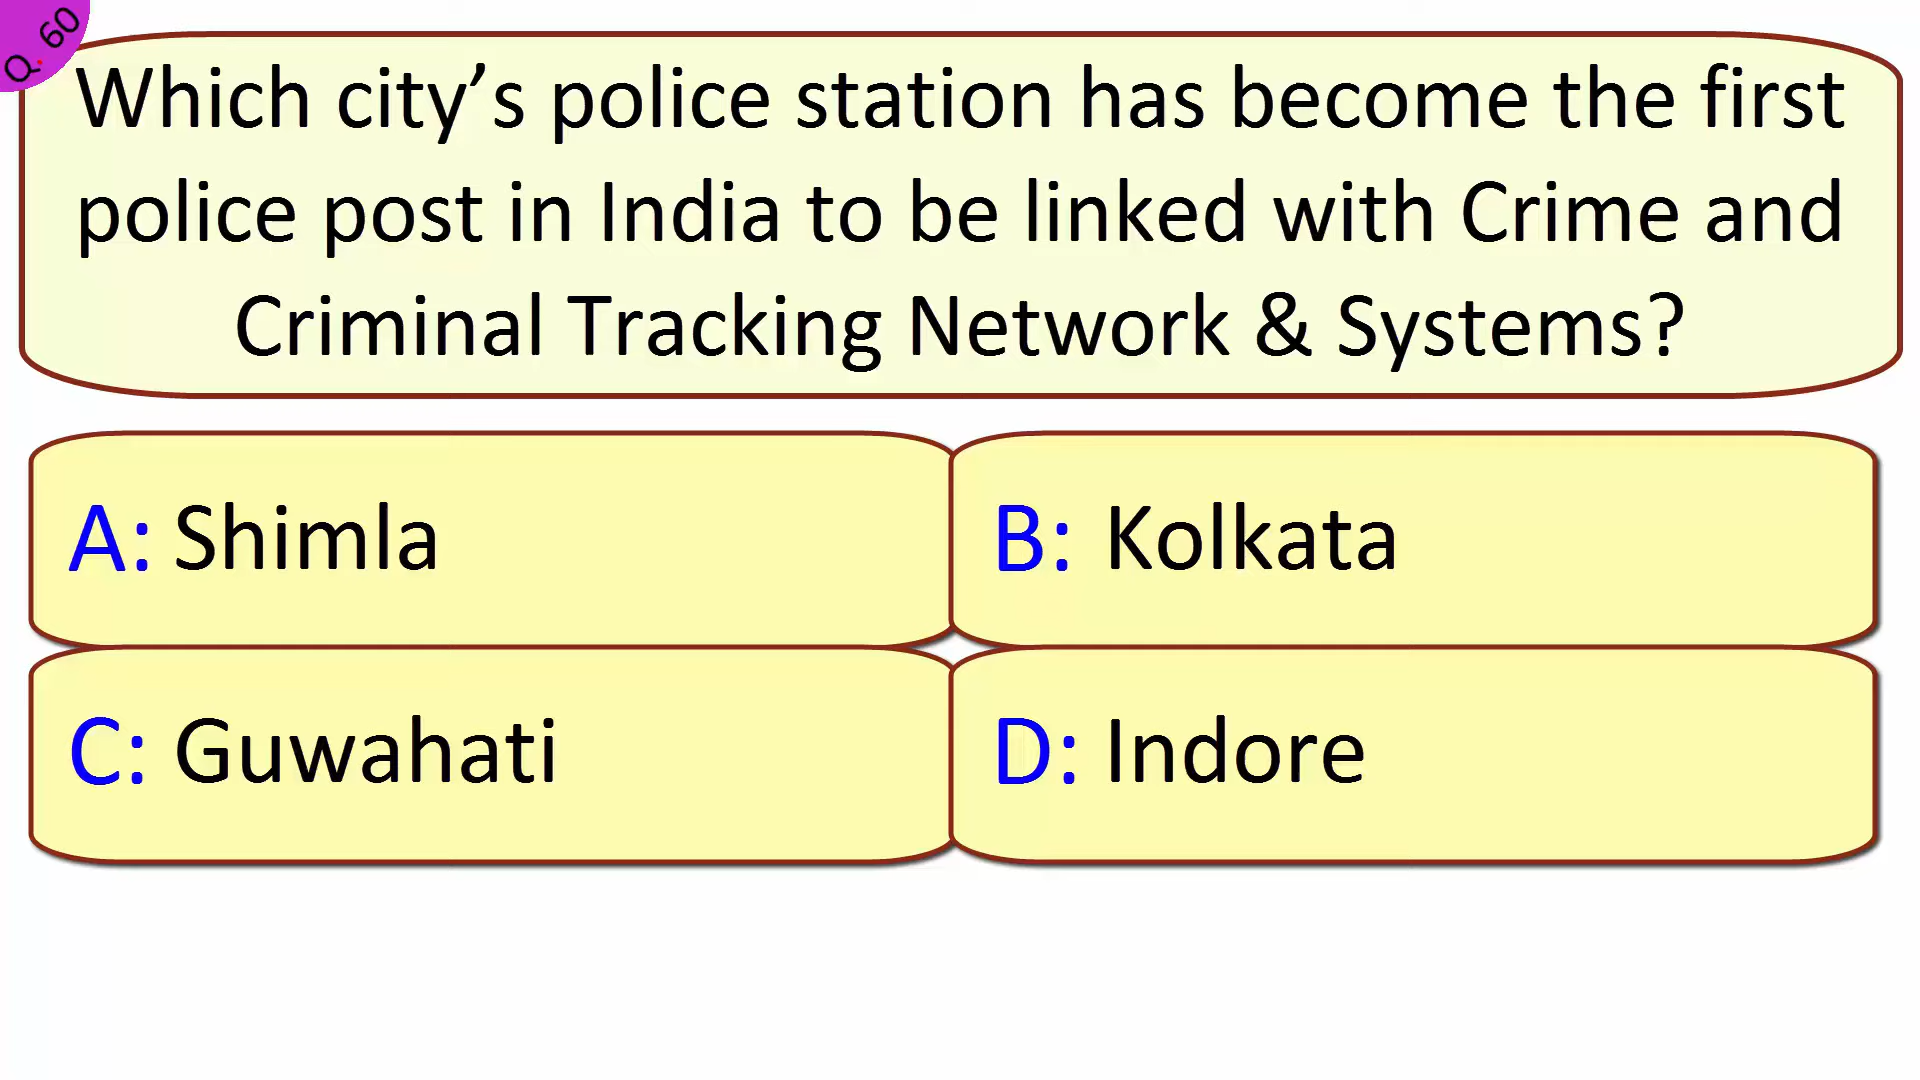 Q. 60
Which city’s police station has become the first
police post in India to be linked with Crime and
Criminal Tracking Network & Systems?
A: Shimla
B: Kolkata
C: Guwahati
D: Indore